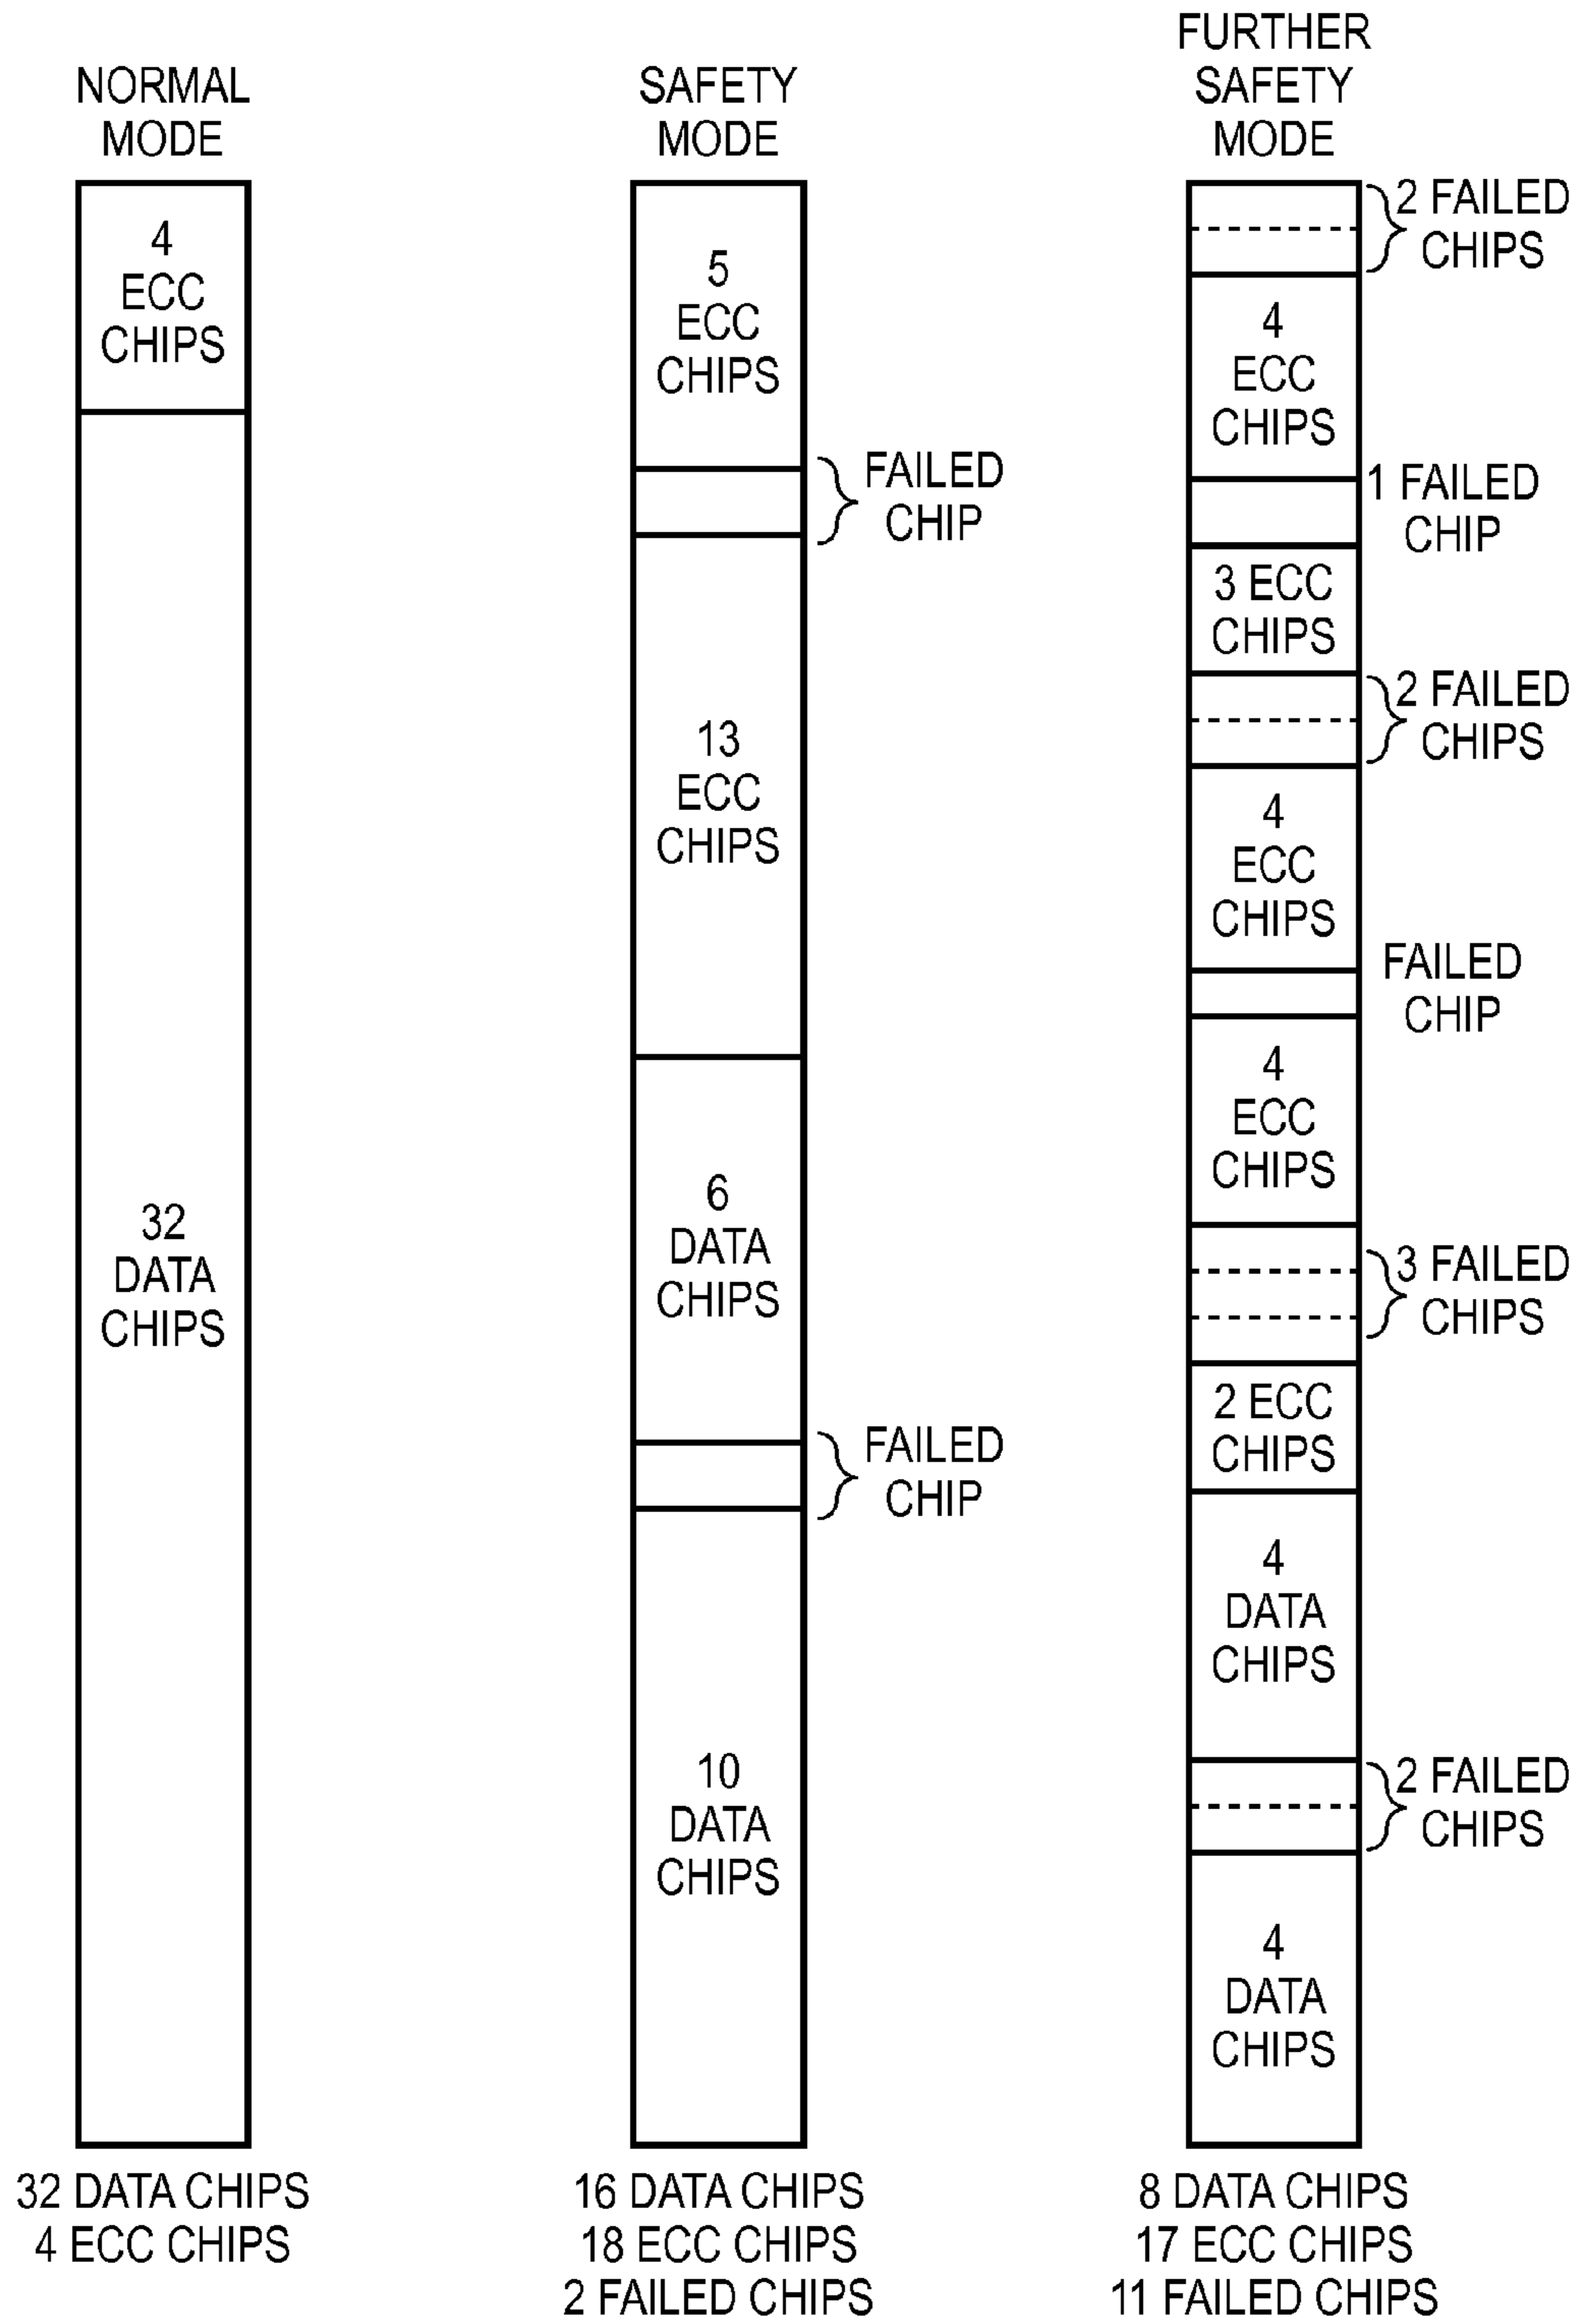 NORMAL
MODE
4
ECC
CHIPS
32
DATA
CHIPS
32 DATA CHIPS
4 ECC CHIPS
SAFETY
MODE
5
ECC
CHIPS
FAILED
CHIP
13
ECC
CHIPS
6
DATA
CHIPS
FAILED
CHIP
10
DATA
CHIPS
16 DATA CHIPS
18 ECC CHIPS
2 FAILED CHIPS
FURTHER
SAFETY
MODE
2 FAILED
CHIPS
4
ECC
CHIPS
1 FAILED
CHIP
3 ECC
CHIPS
2 FAILED
CHIPS
4
ECC
CHIPS
FAILED
CHIP
4
ECC
CHIPS
3 FAILED
CHIPS
2 ECC
CHIPS
4
DATA
CHIPS
2 FAILED
CHIPS
4
DATA
CHIPS
8 DATA CHIPS
17 ECC CHIPS
11 FAILED CHIPS